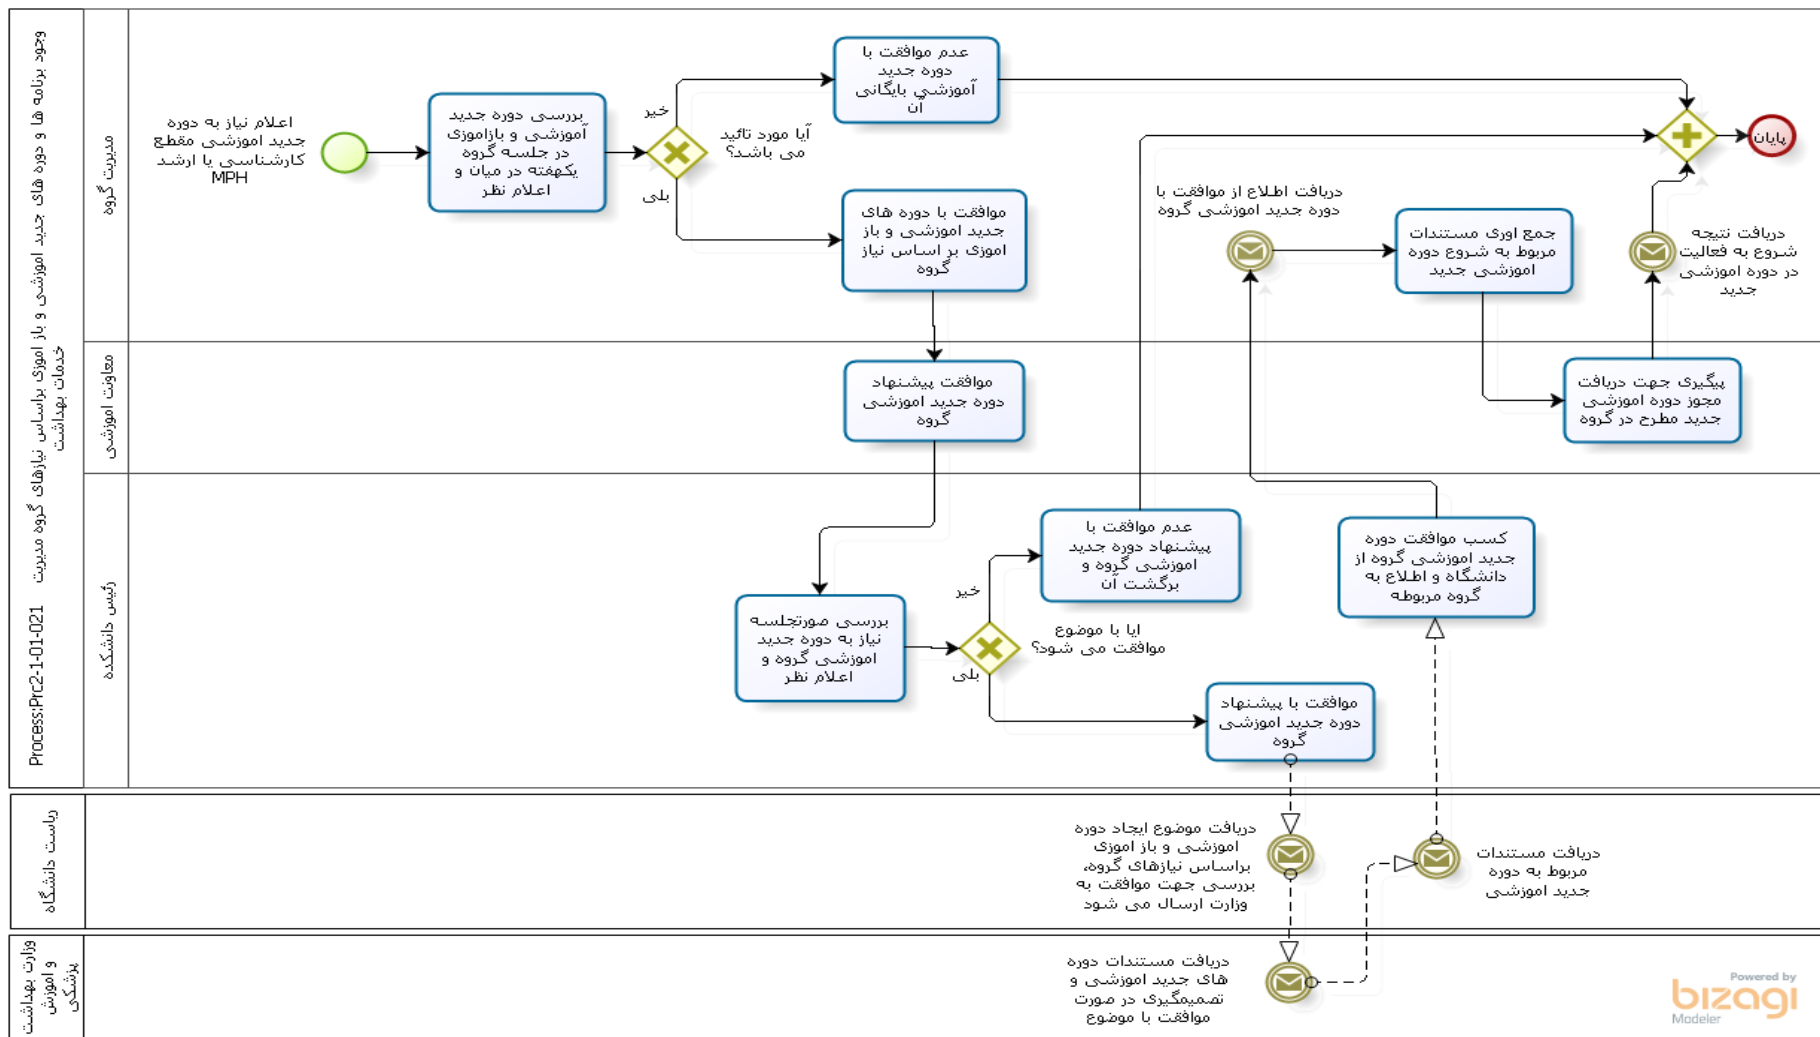 وجود برنامه ها و دوره های جدید اموزشی و باز اموزی براساس نیازهای گروه مدیریت
خدمات بهداشت
Process:Prc2-1-01-021
مدیریت گروه
اعلام نیاز به دوره
جدید اموزشی مقطع
کارشناسی یا ارشد
MPH
بررسی دوره جدید
آموزشی و بازاموزی
در جلسه گروه
یکهفته در میان و
اعلام نظر
آیا مورد تائید
می باشد؟
خیر
بلی
عدم موافقت با
دوره جدید
آموزشی بایگانی
آن
موافقت با دوره های
جدید اموزشی و باز
اموزی بر اساس نیاز
گروه
دریافت اطلاع از موافقت با
دوره جدید اموزشی گروه
جمع اوری مستندات
مربوط به شروع دوره
اموزشی جدید
دریافت نتیجه
شروع به فعالیت
در دوره اموزشی
جدید
پایان
معاونت اموزشی
موافقت پیشنهاد
دوره جدید اموزشی
گروه
پیگیری جهت دریافت
مجوز دوره اموزشی
جدید مطرح در گروه
رئیس دانشکده
بررسی صورتجلسه
نیاز به دوره جدید
اموزشی گروه و
اعلام نظر
ایا با موضوع
موافقت می شود؟
خیر
بلی
عدم موافقت با
پیشنهاد دوره جدید
اموزشی گروه و
برگشت آن
موافقت با پیشنهاد
دوره جدید اموزشی
گروه
کسب موافقت دوره
جدید اموزشی گروه از
دانشگاه و اطلاع به
گروه مربوطه
ریاست دانشگاه
دریافت موضوع ایجاد دوره
اموزشی و باز اموزی
براساس نیازهای گروه،
بررسی جهت موافقت به
وزارت ارسال می شود
دریافت مستندات
مربوط به دوره
جدید اموزشی
وزارت بهداشت
و اموزش
پزشکی
دریافت مستندات دوره
های جدید اموزشی و
تصمیمگیری در صورت
موافقت با موضوع
Powered by
bizagi
Modeler